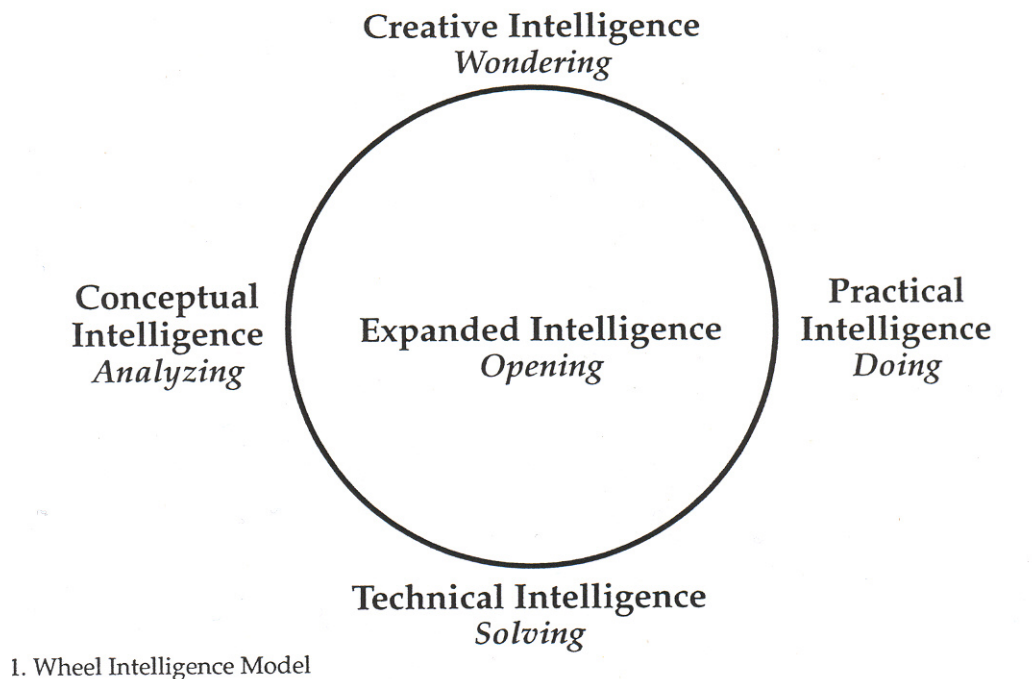 Creative Intelligence
Wondering
Conceptual
Intelligence
Analyzing
Expanded Intelligence
Opening
Practical
Intelligence
Doing
Technical Intelligence
Solving
1. Wheel Intelligence Model